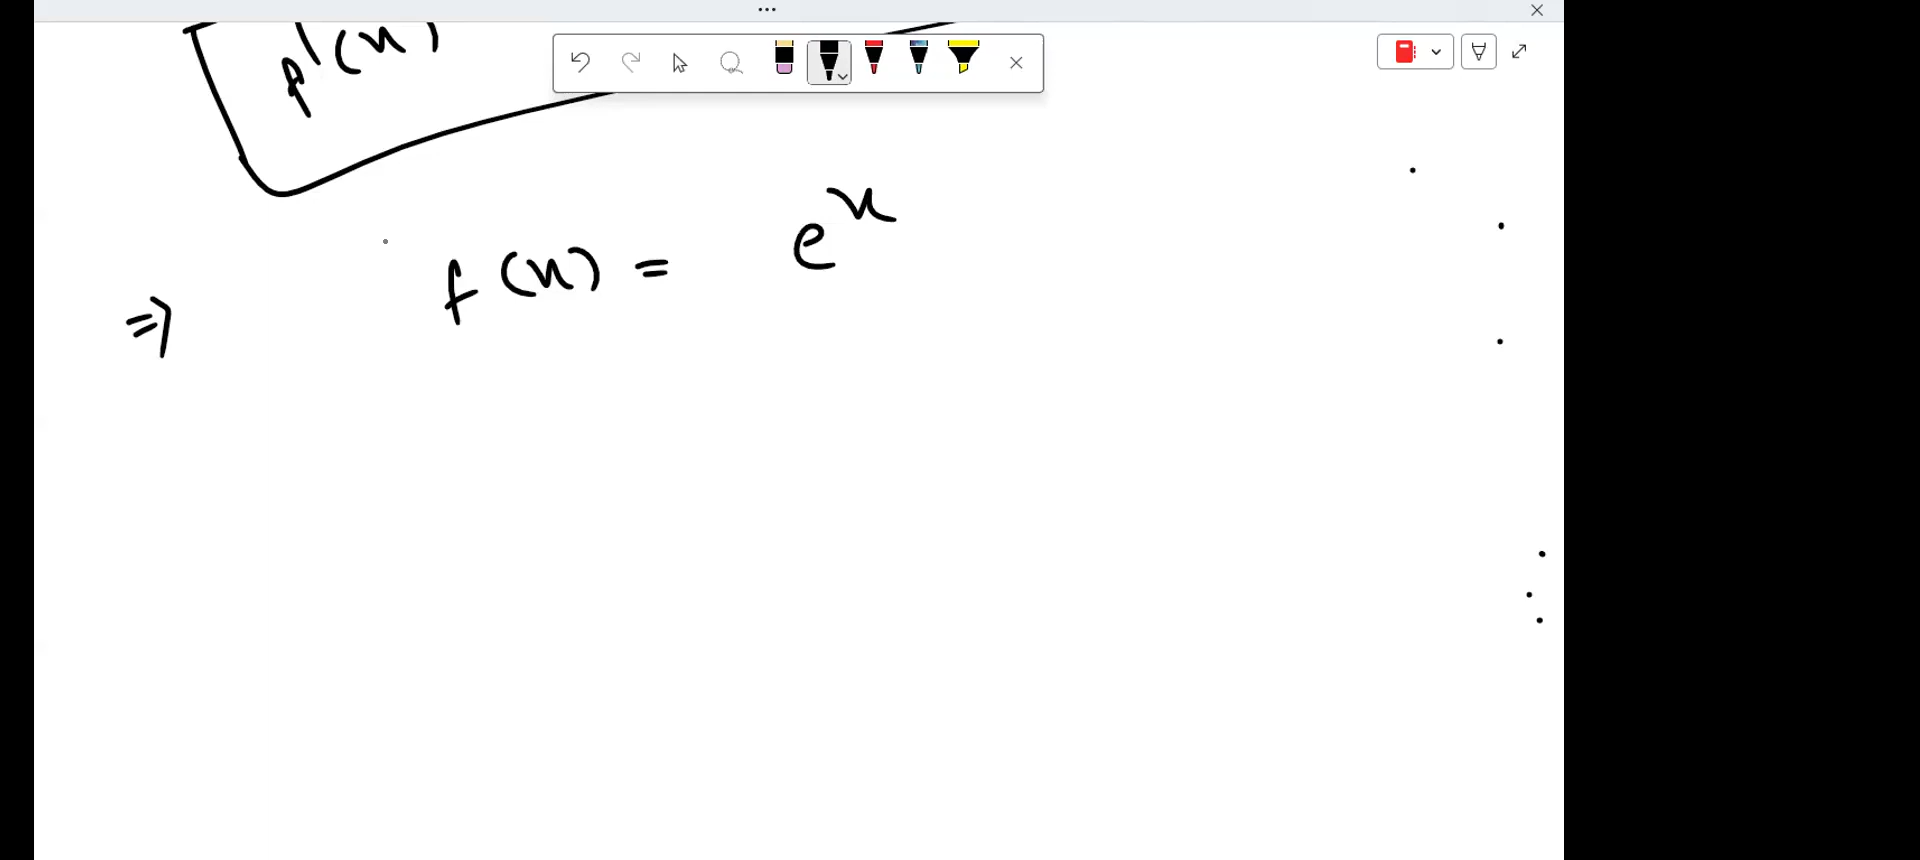 f'(x)
⇒ f(x) = e^x